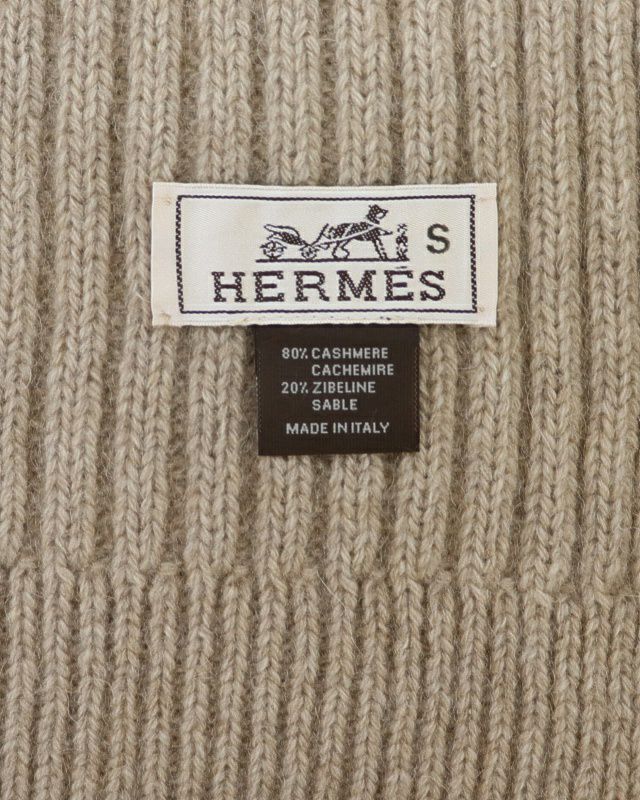 S
HERMÈS
80% CASHMERE
CACHEMIRE
20% ZIBELINE
SABLE
MADE IN ITALY